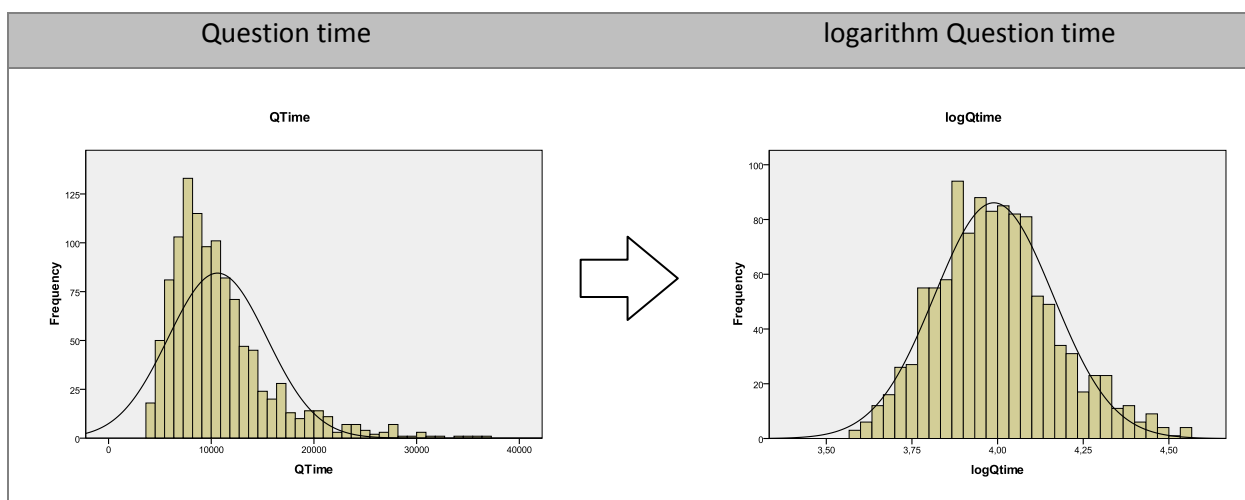 Question time
logarithm Question time
QTime
Frequency
125
100
75
50
25
0
0 10000 20000 30000 40000
QTime
logQtime
Frequency
100
80
60
40
20
0
3,50 3,75 4,00 4,25 4,50
logQtime